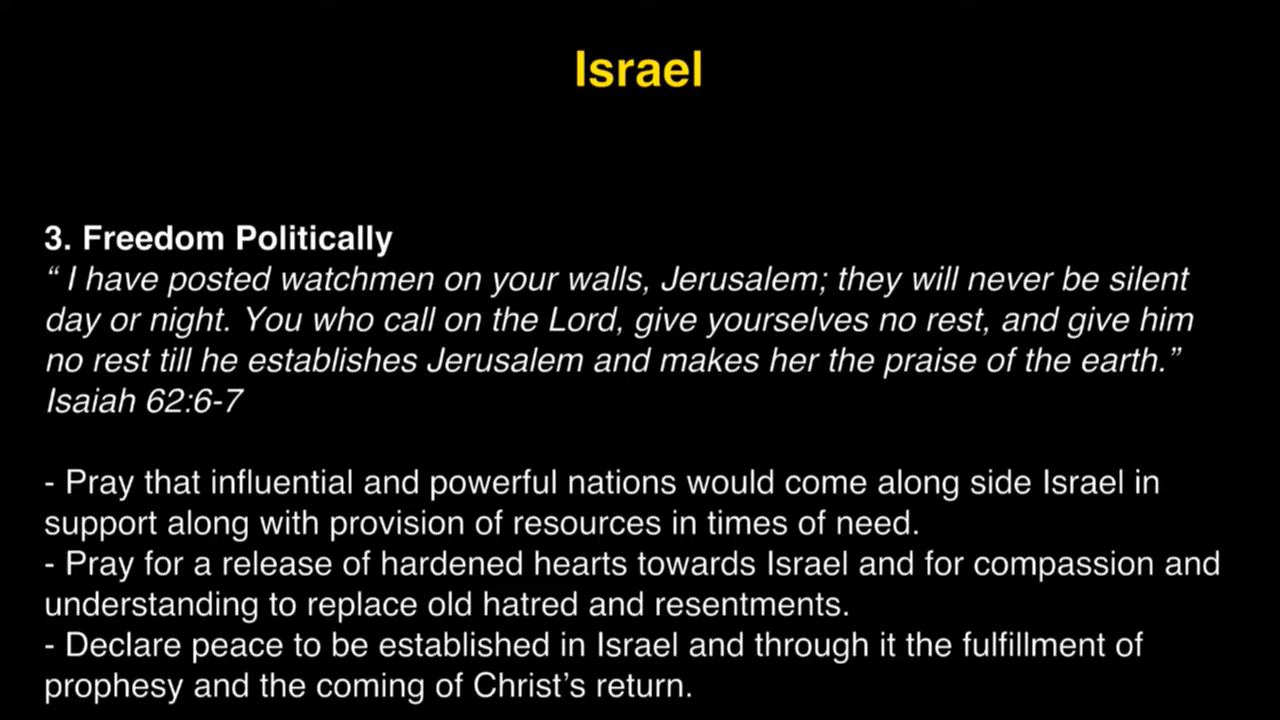 Israel
3. Freedom Politically
“ I have posted watchmen on your walls, Jerusalem; they will never be silent
day or night. You who call on the Lord, give yourselves no rest, and give him
no rest till he establishes Jerusalem and makes her the praise of the earth.”
Isaiah 62:6-7
- Pray that influential and powerful nations would come along side Israel in
support along with provision of resources in times of need.
- Pray for a release of hardened hearts towards Israel and for compassion and
understanding to replace old hatred and resentments.
- Declare peace to be established in Israel and through it the fulfillment of
prophesy and the coming of Christ’s return.